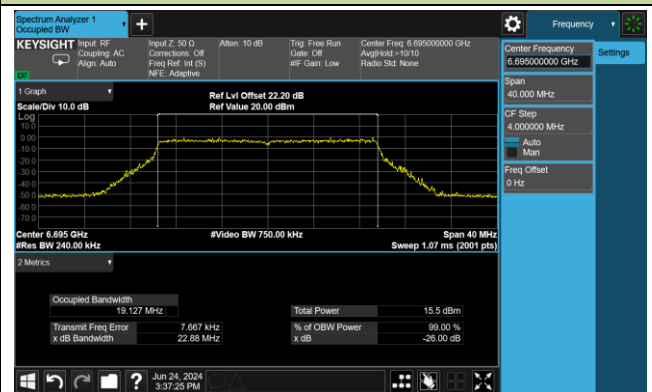 Spectrum Analyzer 1
Occupied BW
Frequency
KEYSIGHT
Input: RF
Coupling: AC
Align: Auto
Input Z: 50 Ω
Corrections: Off
Freq Ref: Int (S)
NFE: Adaptive
Atten: 10 dB
Trig: Free Run
Gate: Off
#IF Gain: Low
Center Freq: 6.695000000 GHz
Avg|Hold:>10/10
Radio Std: None
Center Frequency
6.695000000 GHz
Settings
Span
40.000 MHz
CF Step
4.000000 MHz
Auto
Man
Freq Offset
0 Hz
1 Graph
Scale/Div 10.0 dB
Ref Lvl Offset 22.20 dB
Ref Value 20.00 dBm
Log
10.0
0.00
-10.0
-20.0
-30.0
-40.0
-50.0
-60.0
-70.0
Center 6.695 GHz
#Video BW 750.00 kHz
Span 40 MHz
#Res BW 240.00 kHz
Sweep 1.07 ms (2001 pts)
2 Metrics
Occupied Bandwidth
19.127 MHz
Total Power
15.5 dBm
Transmit Freq Error
7.667 kHz
% of OBW Power
99.00 %
x dB Bandwidth
22.88 MHz
x dB
-26.00 dB
Jun 24, 2024
3:37:25 PM